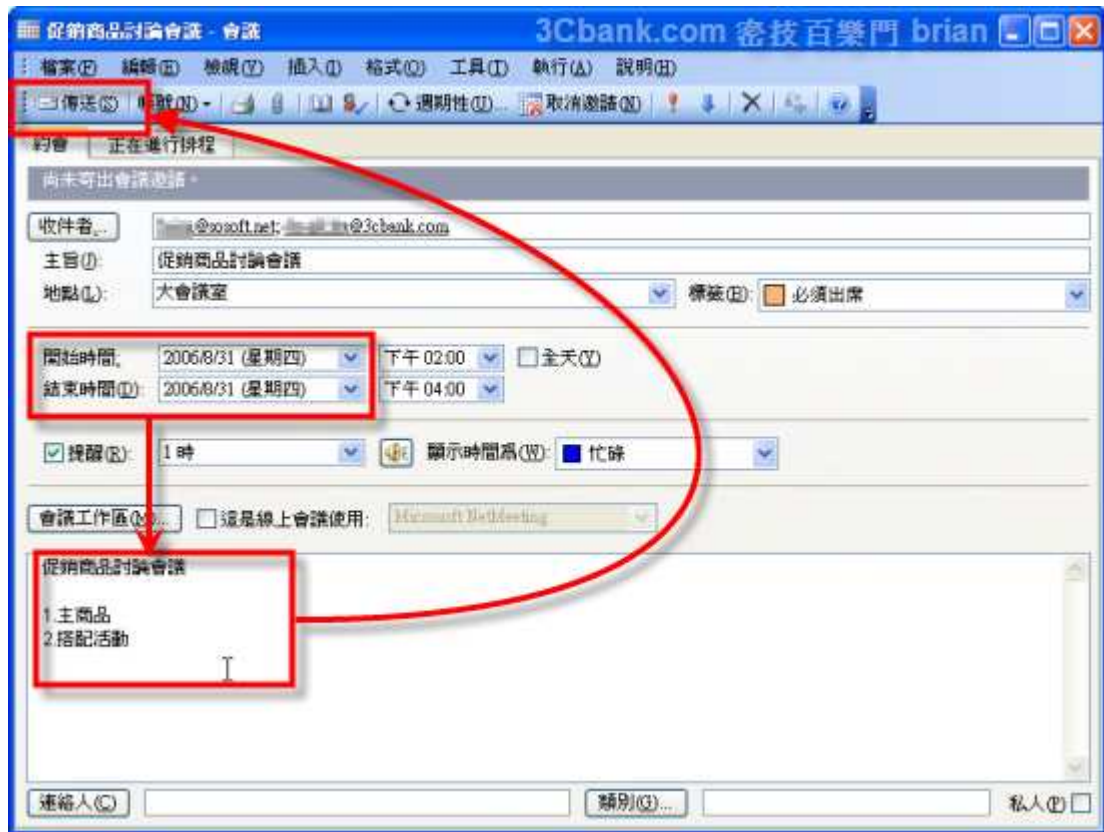 促銷商品討論會議 - 會議 3Cbank.com 密技百樂門 brian
檔案(F) 編輯(E) 檢視(V) 插入(I) 格式(O) 工具(T) 執行(A) 說明(H)
傳送(S) 帳號(N) 週期性(U)... 取消邀請(N)
約會 正在進行排程
尚未寄出會議邀請。
收件者... @sosoft.net; @3cbank.com
主旨(J): 促銷商品討論會議
地點(L): 大會議室 標籤(B): 必須出席
開始時間: 2006/8/31 (星期四) 下午 02:00 全天(Y)
結束時間(D): 2006/8/31 (星期四) 下午 04:00
提醒(R): 1 時 顯示時間為(W): 忙碌
會議工作區(M)... 這是線上會議使用: Microsoft NetMeeting
促銷商品討論會議
1.主商品
2.搭配活動
連絡人(C) 類別(G)... 私人(P)